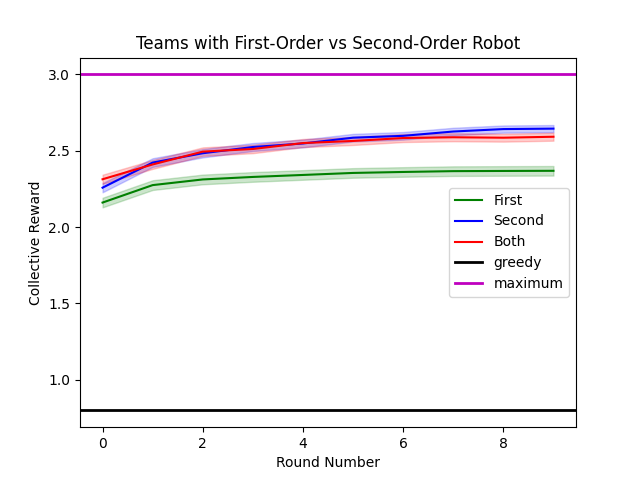 Teams with First-Order vs Second-Order Robot
3.0
2.5
2.0
1.5
1.0
Collective Reward
First
Second
Both
greedy
maximum
0 2 4 6 8
Round Number